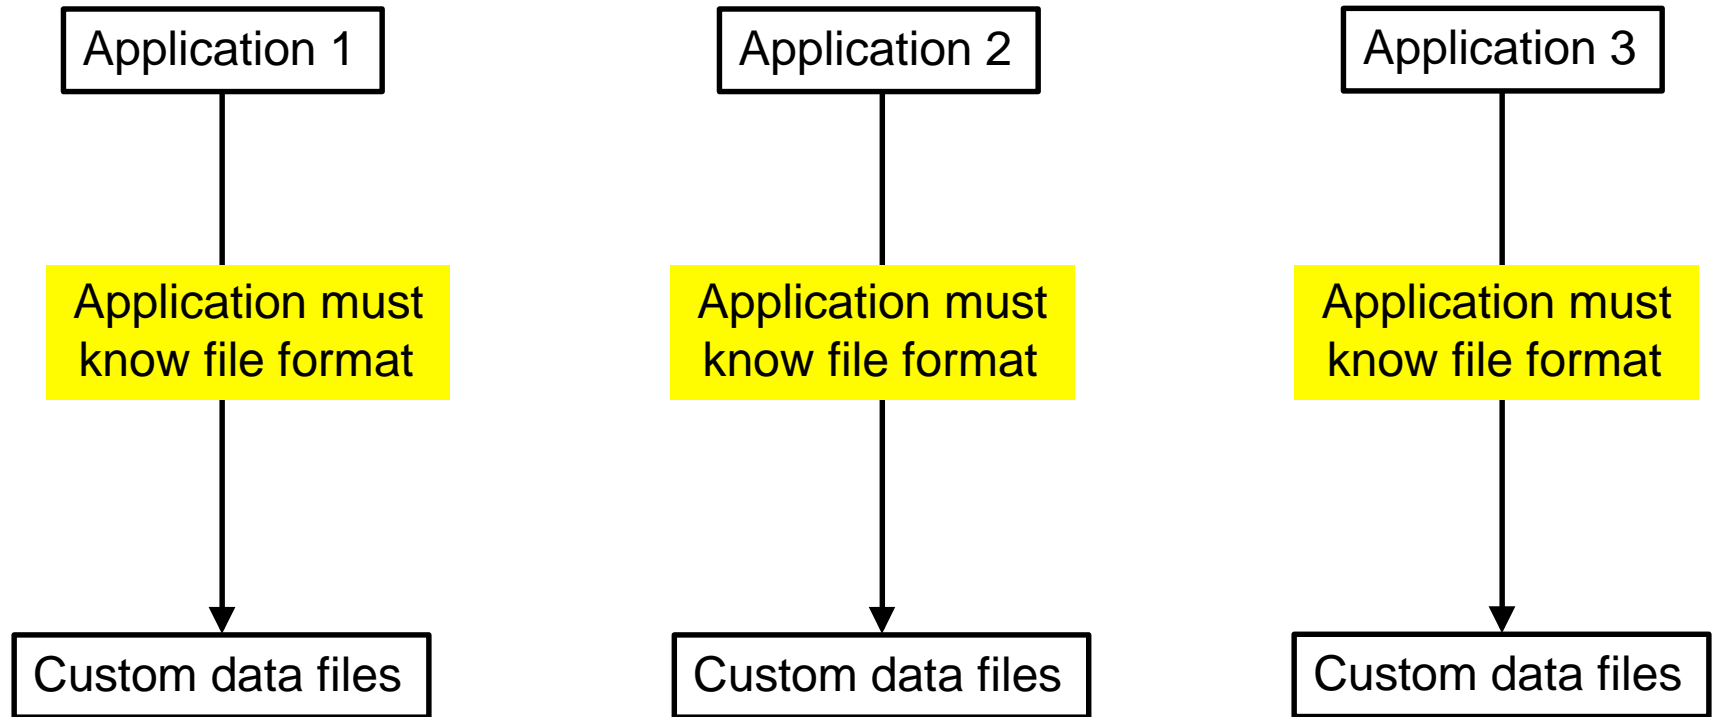 Application 1
Application 2
Application 3
Application must
know file format
Application must
know file format
Application must
know file format
Custom data files
Custom data files
Custom data files